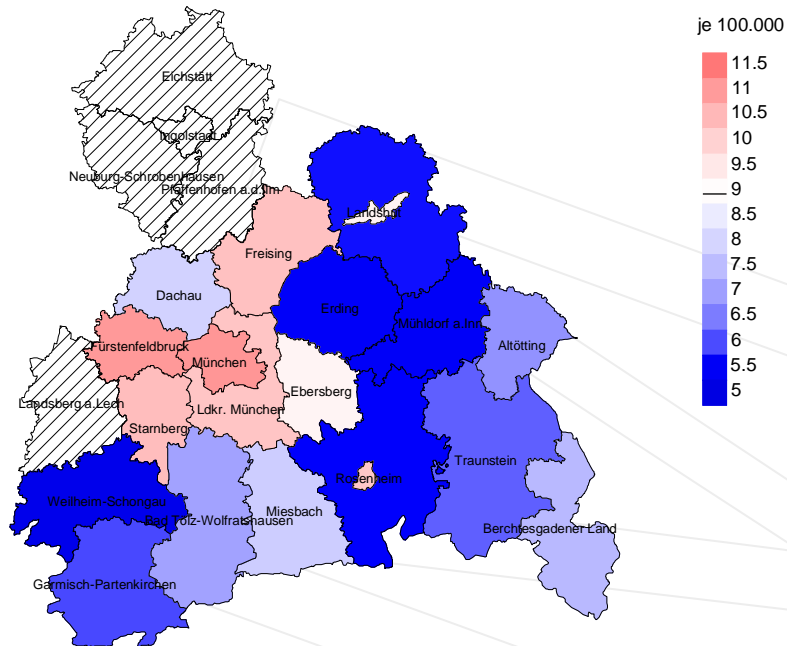 je 100.000
11.5
11
10.5
10
9.5
9
8.5
8
7.5
7
6.5
6
5.5
5
Eichstätt
Ingolstadt
Neuburg-Schrobenhausen
Pfaffenhofen a.d.Ilm
Landshut
Freising
Dachau
Erding
Mühldorf a.Inn
Altötting
Fürstenfeldbruck
München
Ebersberg
Landsberg a.Lech
Ldkr. München
Starnberg
Traunstein
Rosenheim
Weilheim-Schongau
Miesbach
Bad Tölz-Wolfratshausen
Berchtesgadener Land
Garmisch-Partenkirchen